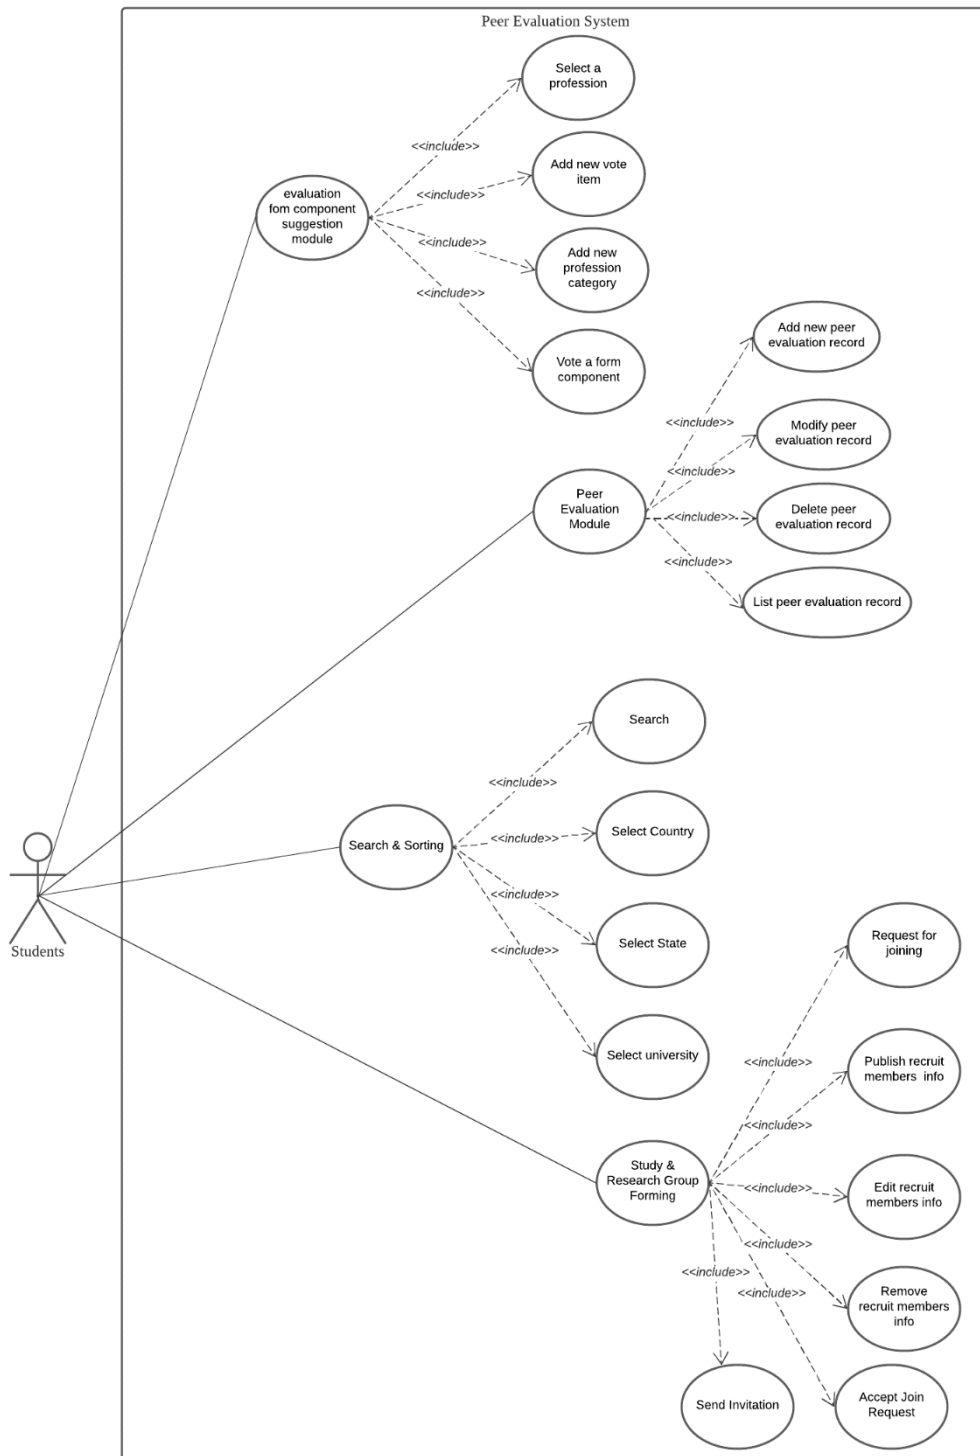 Peer Evaluation System
Select a
profession
<<include>>
Add new vote
item
<<include>>
evaluation
fom component
suggestion
module
<<include>>
Add new
profession
category
<<include>>
Vote a form
component
Add new peer
evaluation record
<<include>>
Modify peer
evaluation record
<<include>>
Peer
Evaluation
Module
<<include>>
Delete peer
evaluation record
<<include>>
List peer evaluation record
Search
<<include>>
Search & Sorting
<<include>>
Select Country
<<include>>
Select State
<<include>>
Select university
Students
Request for
joining
<<include>>
Publish recruit
members info
<<include>>
Study &
Research Group
Forming
<<include>>
Edit recruit
members info
<<include>>
<<include>>
<<include>>
Remove
recruit members
info
Send Invitation
Accept Join
Request